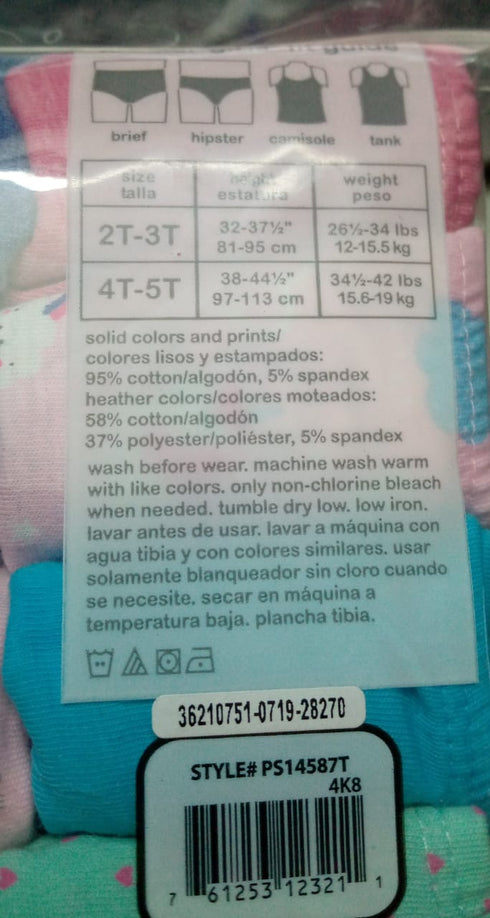 fit guide
brief hipster camisole tank
size height weight
talla estatura peso
2T-3T 32-37½" 26½-34 lbs
81-95 cm 12-15.5 kg
4T-5T 38-44½" 34½-42 lbs
97-113 cm 15.6-19 kg
solid colors and prints/
colores lisos y estampados:
95% cotton/algodón, 5% spandex
heather colors/colores moteados:
58% cotton/algodón
37% polyester/poliéster, 5% spandex
wash before wear. machine wash warm
with like colors. only non-chlorine bleach
when needed. tumble dry low. low iron.
lavar antes de usar. lavar a máquina con
agua tibia y con colores similares. usar
solamente blanqueador sin cloro cuando
se necesite. secar en máquina a
temperatura baja. plancha tibia.
36210751-0719-28270
STYLE# PS14587T
4K8
7 61253 12321 1